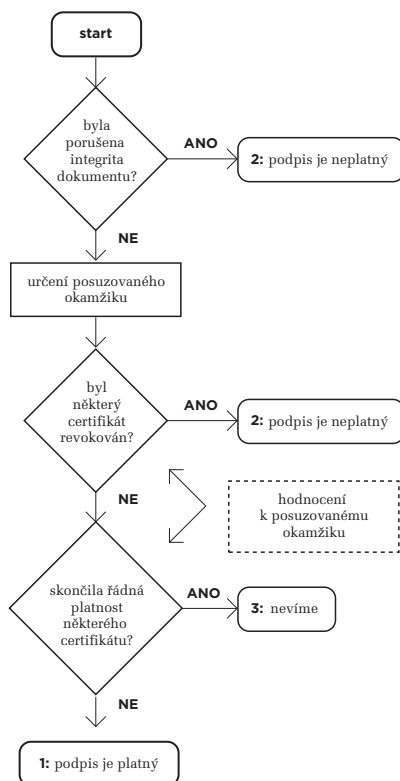 start
byla
porušena
integrita
dokumentu?
ANO
2: podpis je neplatný
NE
určení posuzovaného
okamžiku
byl
některý
certifikát
revokován?
ANO
2: podpis je neplatný
NE
hodnocení
k posuzovanému
okamžiku
skončila řádná
platnost
některého
certifikátu?
ANO
3: nevíme
NE
1: podpis je platný